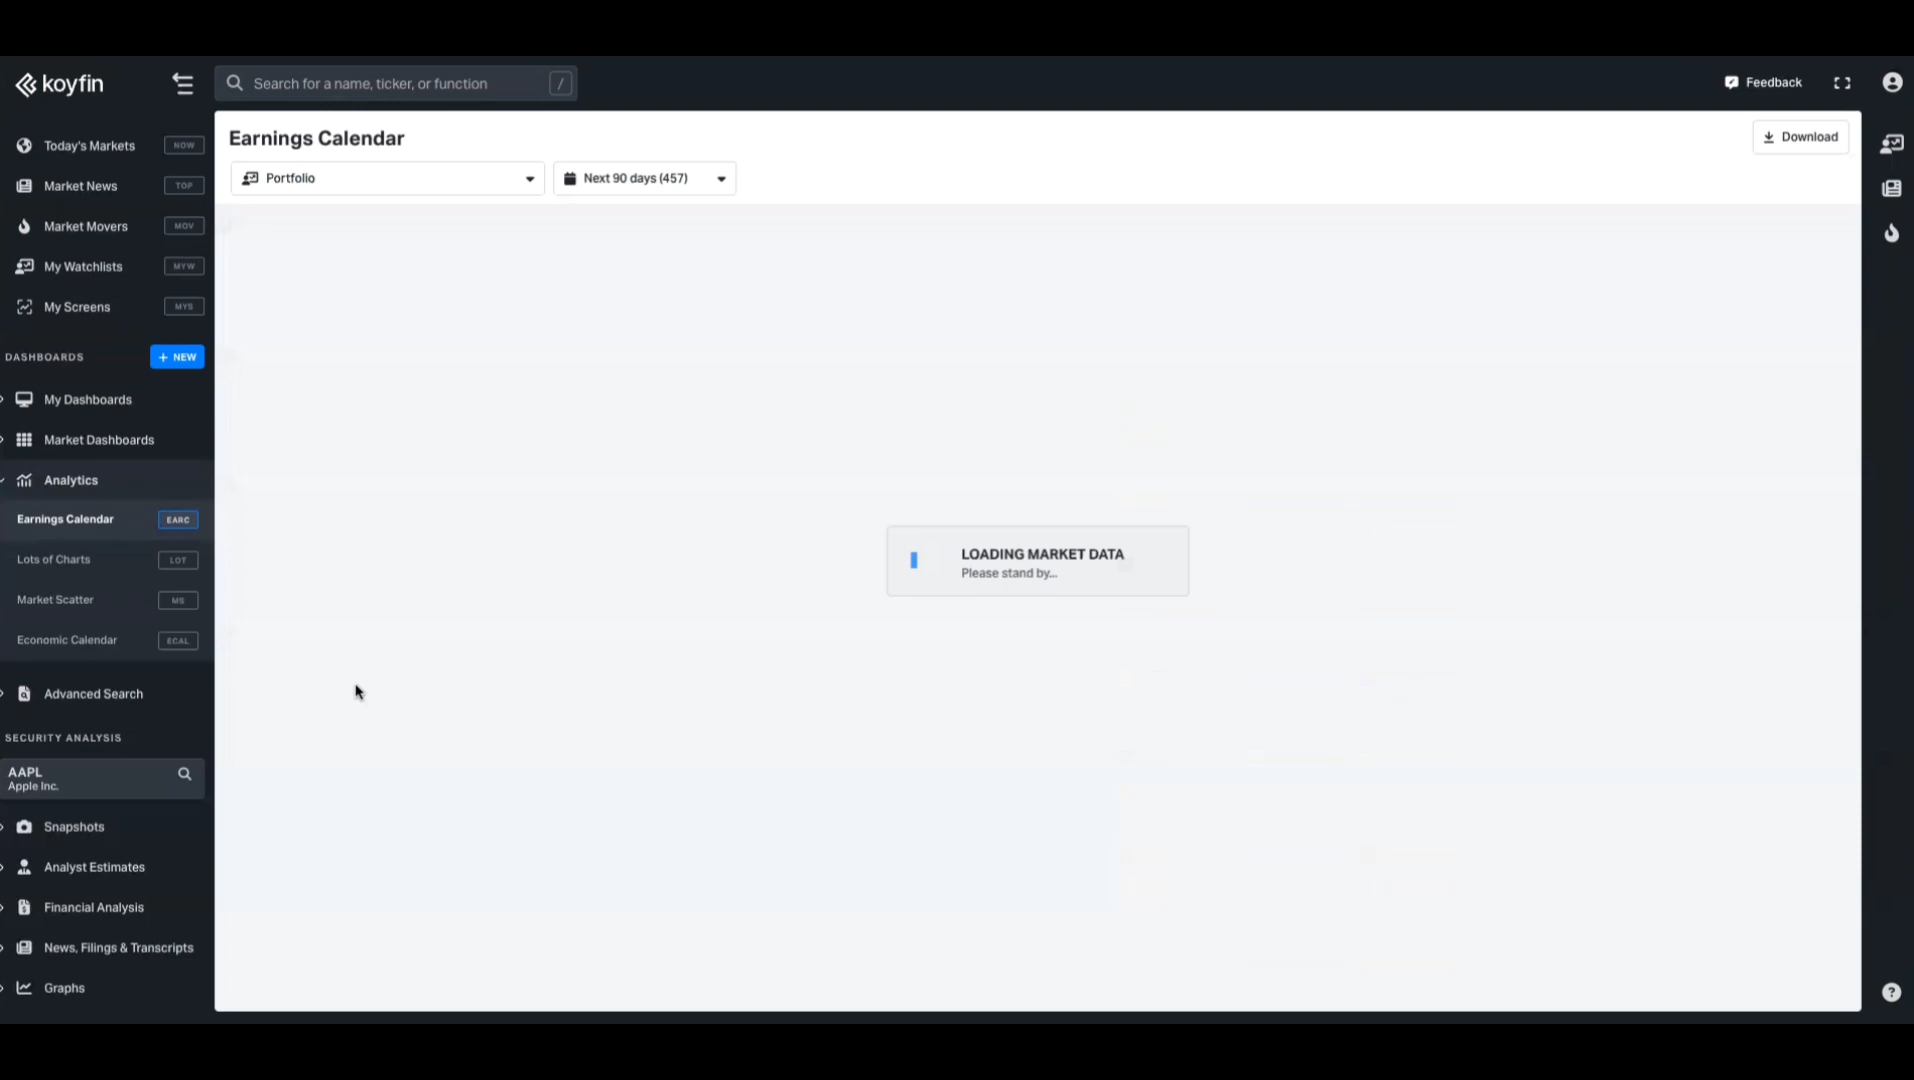 koyfin
Search for a name, ticker, or function /
Feedback
Today's Markets NOW
Market News TOP
Market Movers MOV
My Watchlists MYW
My Screens MYS
DASHBOARDS + NEW
My Dashboards
Market Dashboards
Analytics
Earnings Calendar EARC
Lots of Charts LOT
Market Scatter MS
Economic Calendar ECAL
Advanced Search
SECURITY ANALYSIS
AAPL
Apple Inc.
Snapshots
Analyst Estimates
Financial Analysis
News, Filings & Transcripts
Graphs
Earnings Calendar
Download
Portfolio
Next 90 days (457)
LOADING MARKET DATA
Please stand by...
?